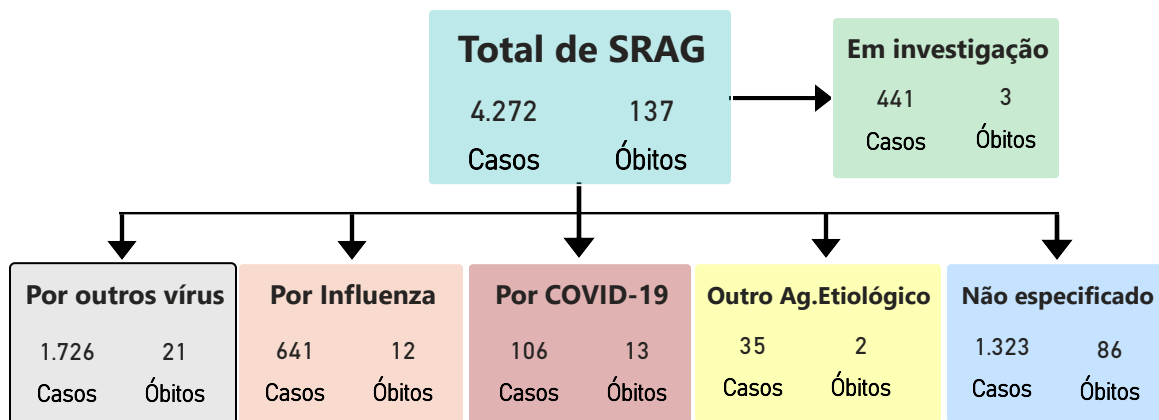 Total de SRAG
4.272 137
Casos Óbitos
Em investigação
441 3
Casos Óbitos
Por outros vírus
1.726 21
Casos Óbitos
Por Influenza
641 12
Casos Óbitos
Por COVID-19
106 13
Casos Óbitos
Outro Ag.Etiológico
35 2
Casos Óbitos
Não especificado
1.323 86
Casos Óbitos